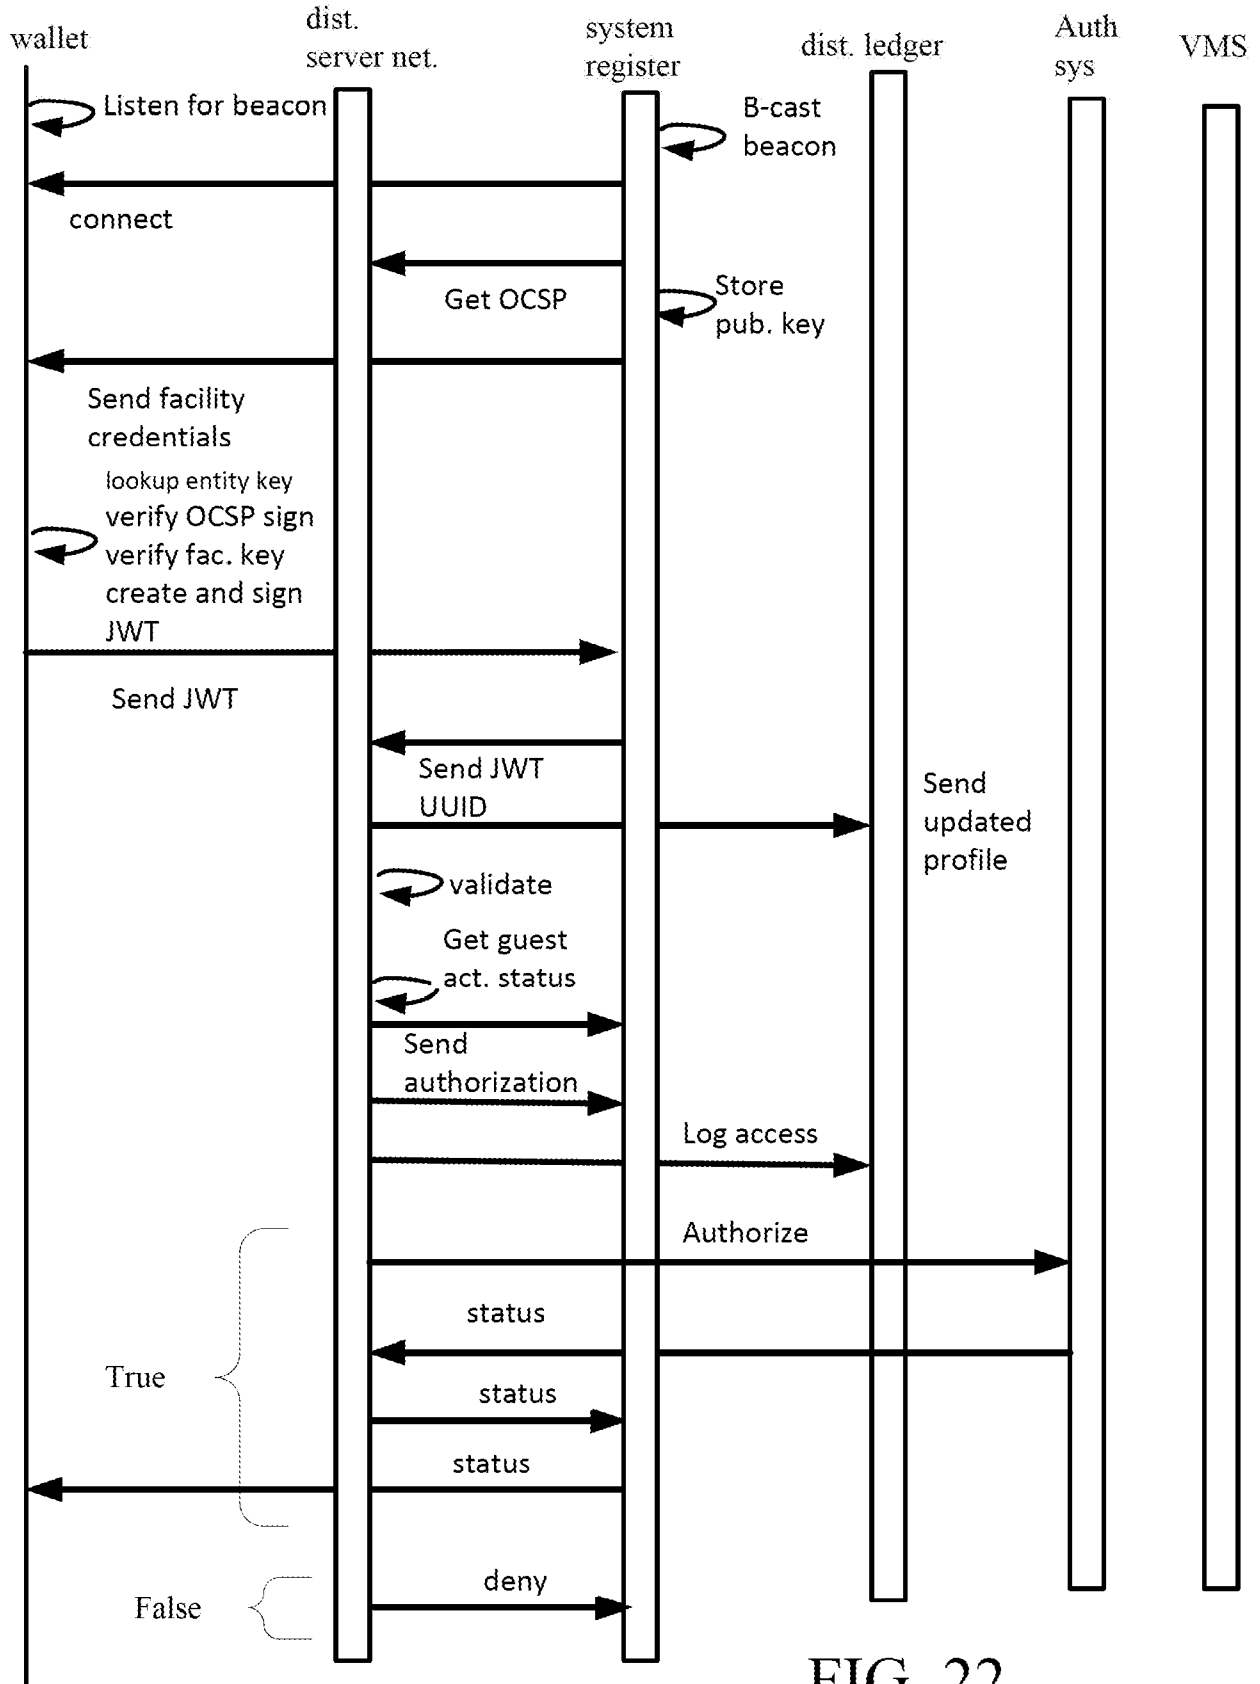 wallet
dist.
server net.
system
register
dist. ledger
Auth
sys
VMS
Listen for beacon
B-cast
beacon
connect
Get OCSP
Store
pub. key
Send facility
credentials
lookup entity key
verify OCSP sign
verify fac. key
create and sign
JWT
Send JWT
Send JWT
UUID
Send
updated
profile
validate
Get guest
act. status
Send
authorization
Log access
Authorize
status
True
status
status
deny
False
FIG. 22